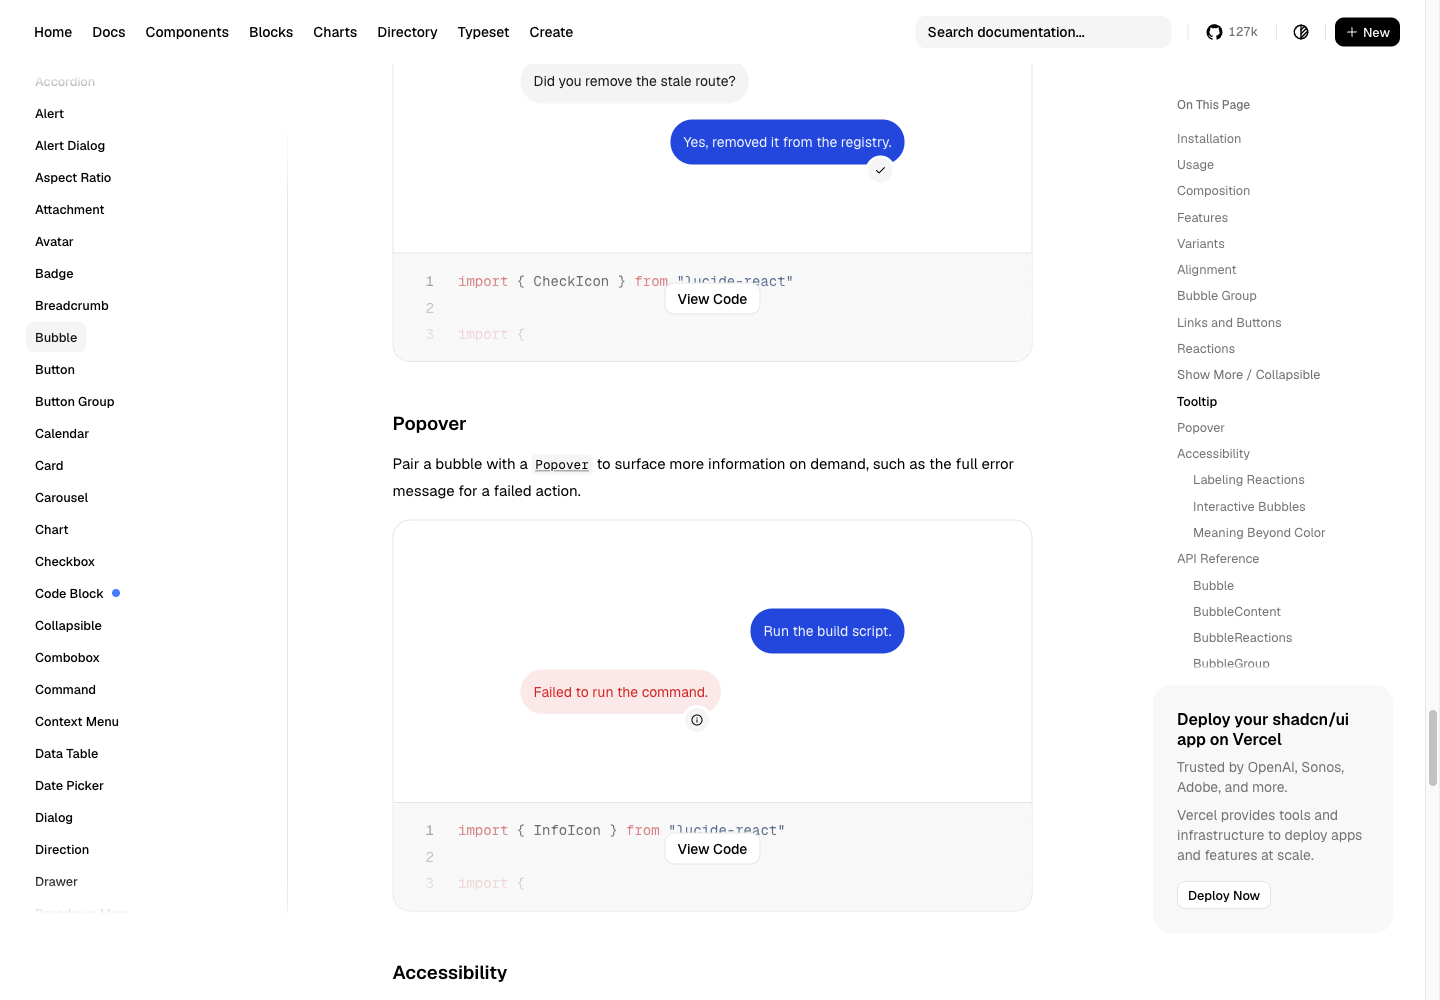 Home Docs Components Blocks Charts Directory Typeset Create
Search documentation...
127k
New
Accordion
Alert
Alert Dialog
Aspect Ratio
Attachment
Avatar
Badge
Breadcrumb
Bubble
Button
Button Group
Calendar
Card
Carousel
Chart
Checkbox
Code Block
Collapsible
Combobox
Command
Context Menu
Data Table
Date Picker
Dialog
Direction
Drawer
Dropdown Menu
Did you remove the stale route?
Yes, removed it from the registry.
1 import { CheckIcon } from "lucide-react"
2
3 import {
View Code
Popover
Pair a bubble with a Popover to surface more information on demand, such as the full error
message for a failed action.
Run the build script.
Failed to run the command.
1 import { InfoIcon } from "lucide-react"
2
3 import {
View Code
Accessibility
On This Page
Installation
Usage
Composition
Features
Variants
Alignment
Bubble Group
Links and Buttons
Reactions
Show More / Collapsible
Tooltip
Popover
Accessibility
Labeling Reactions
Interactive Bubbles
Meaning Beyond Color
API Reference
Bubble
BubbleContent
BubbleReactions
BubbleGroup
Deploy your shadcn/ui
app on Vercel
Trusted by OpenAI, Sonos,
Adobe, and more.
Vercel provides tools and
infrastructure to deploy apps
and features at scale.
Deploy Now